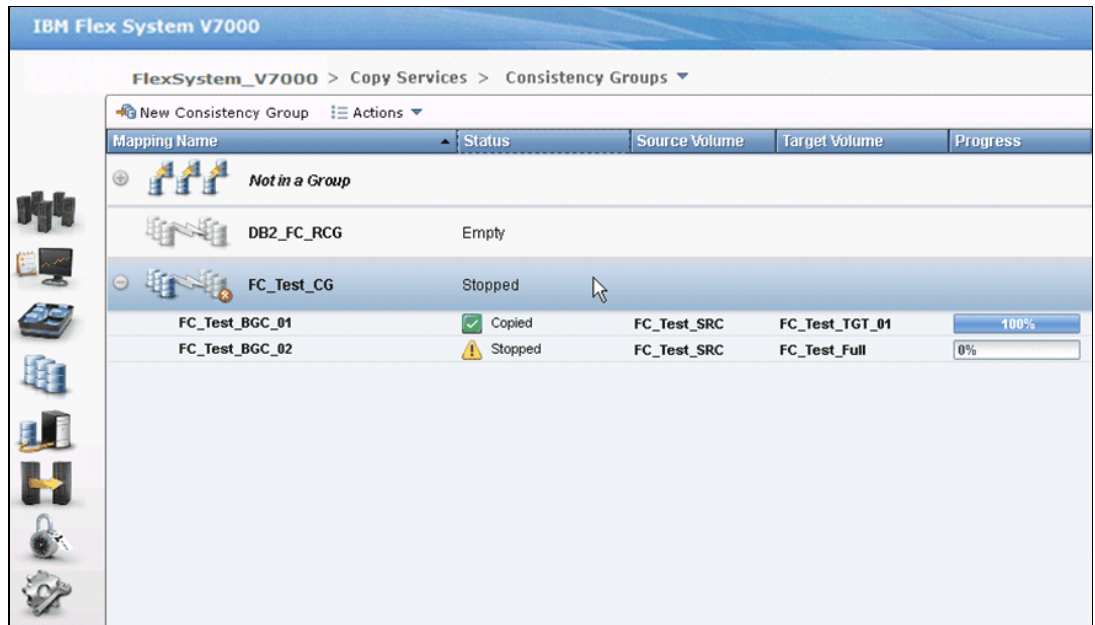 IBM Flex System V7000
FlexSystem_V7000 > Copy Services > Consistency Groups
New Consistency Group Actions
Mapping Name Status Source Volume Target Volume Progress
Not in a Group
DB2_FC_RCG Empty
FC_Test_CG Stopped
FC_Test_BGC_01 Copied FC_Test_SRC FC_Test_TGT_01 100%
FC_Test_BGC_02 Stopped FC_Test_SRC FC_Test_Full 0%